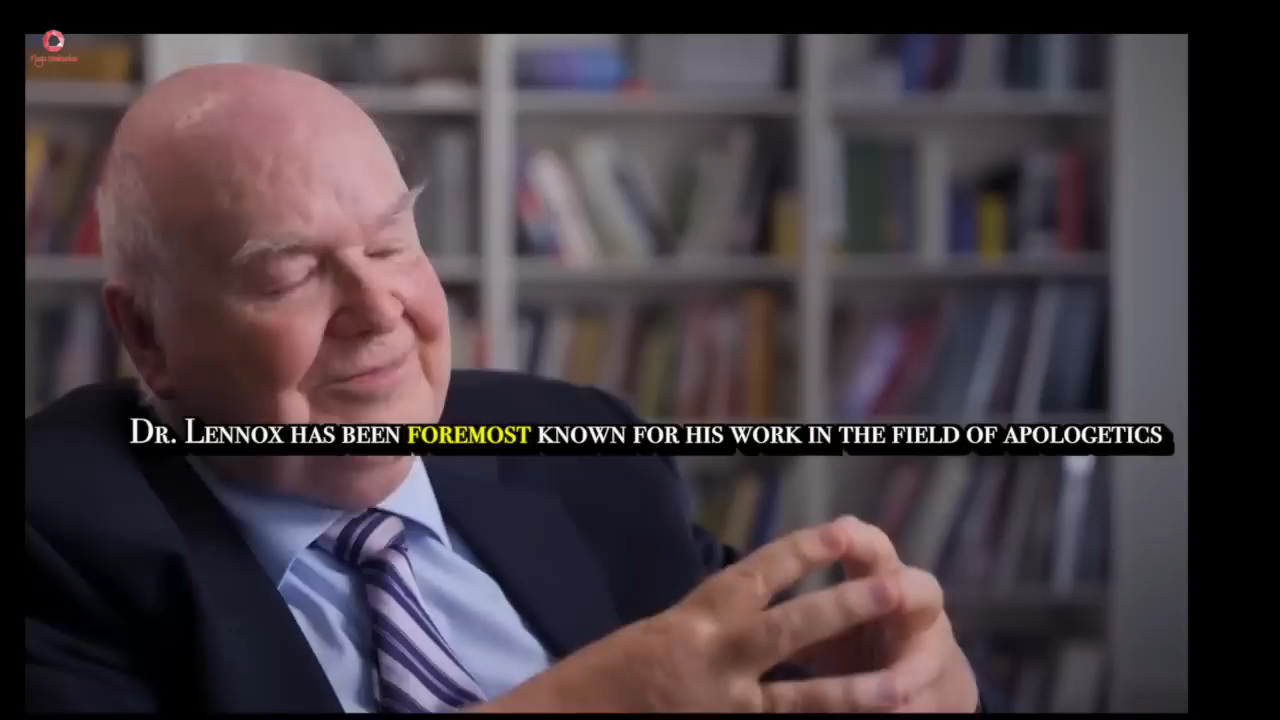 Dr. Lennox has been foremost known for his work in the field of apologetics